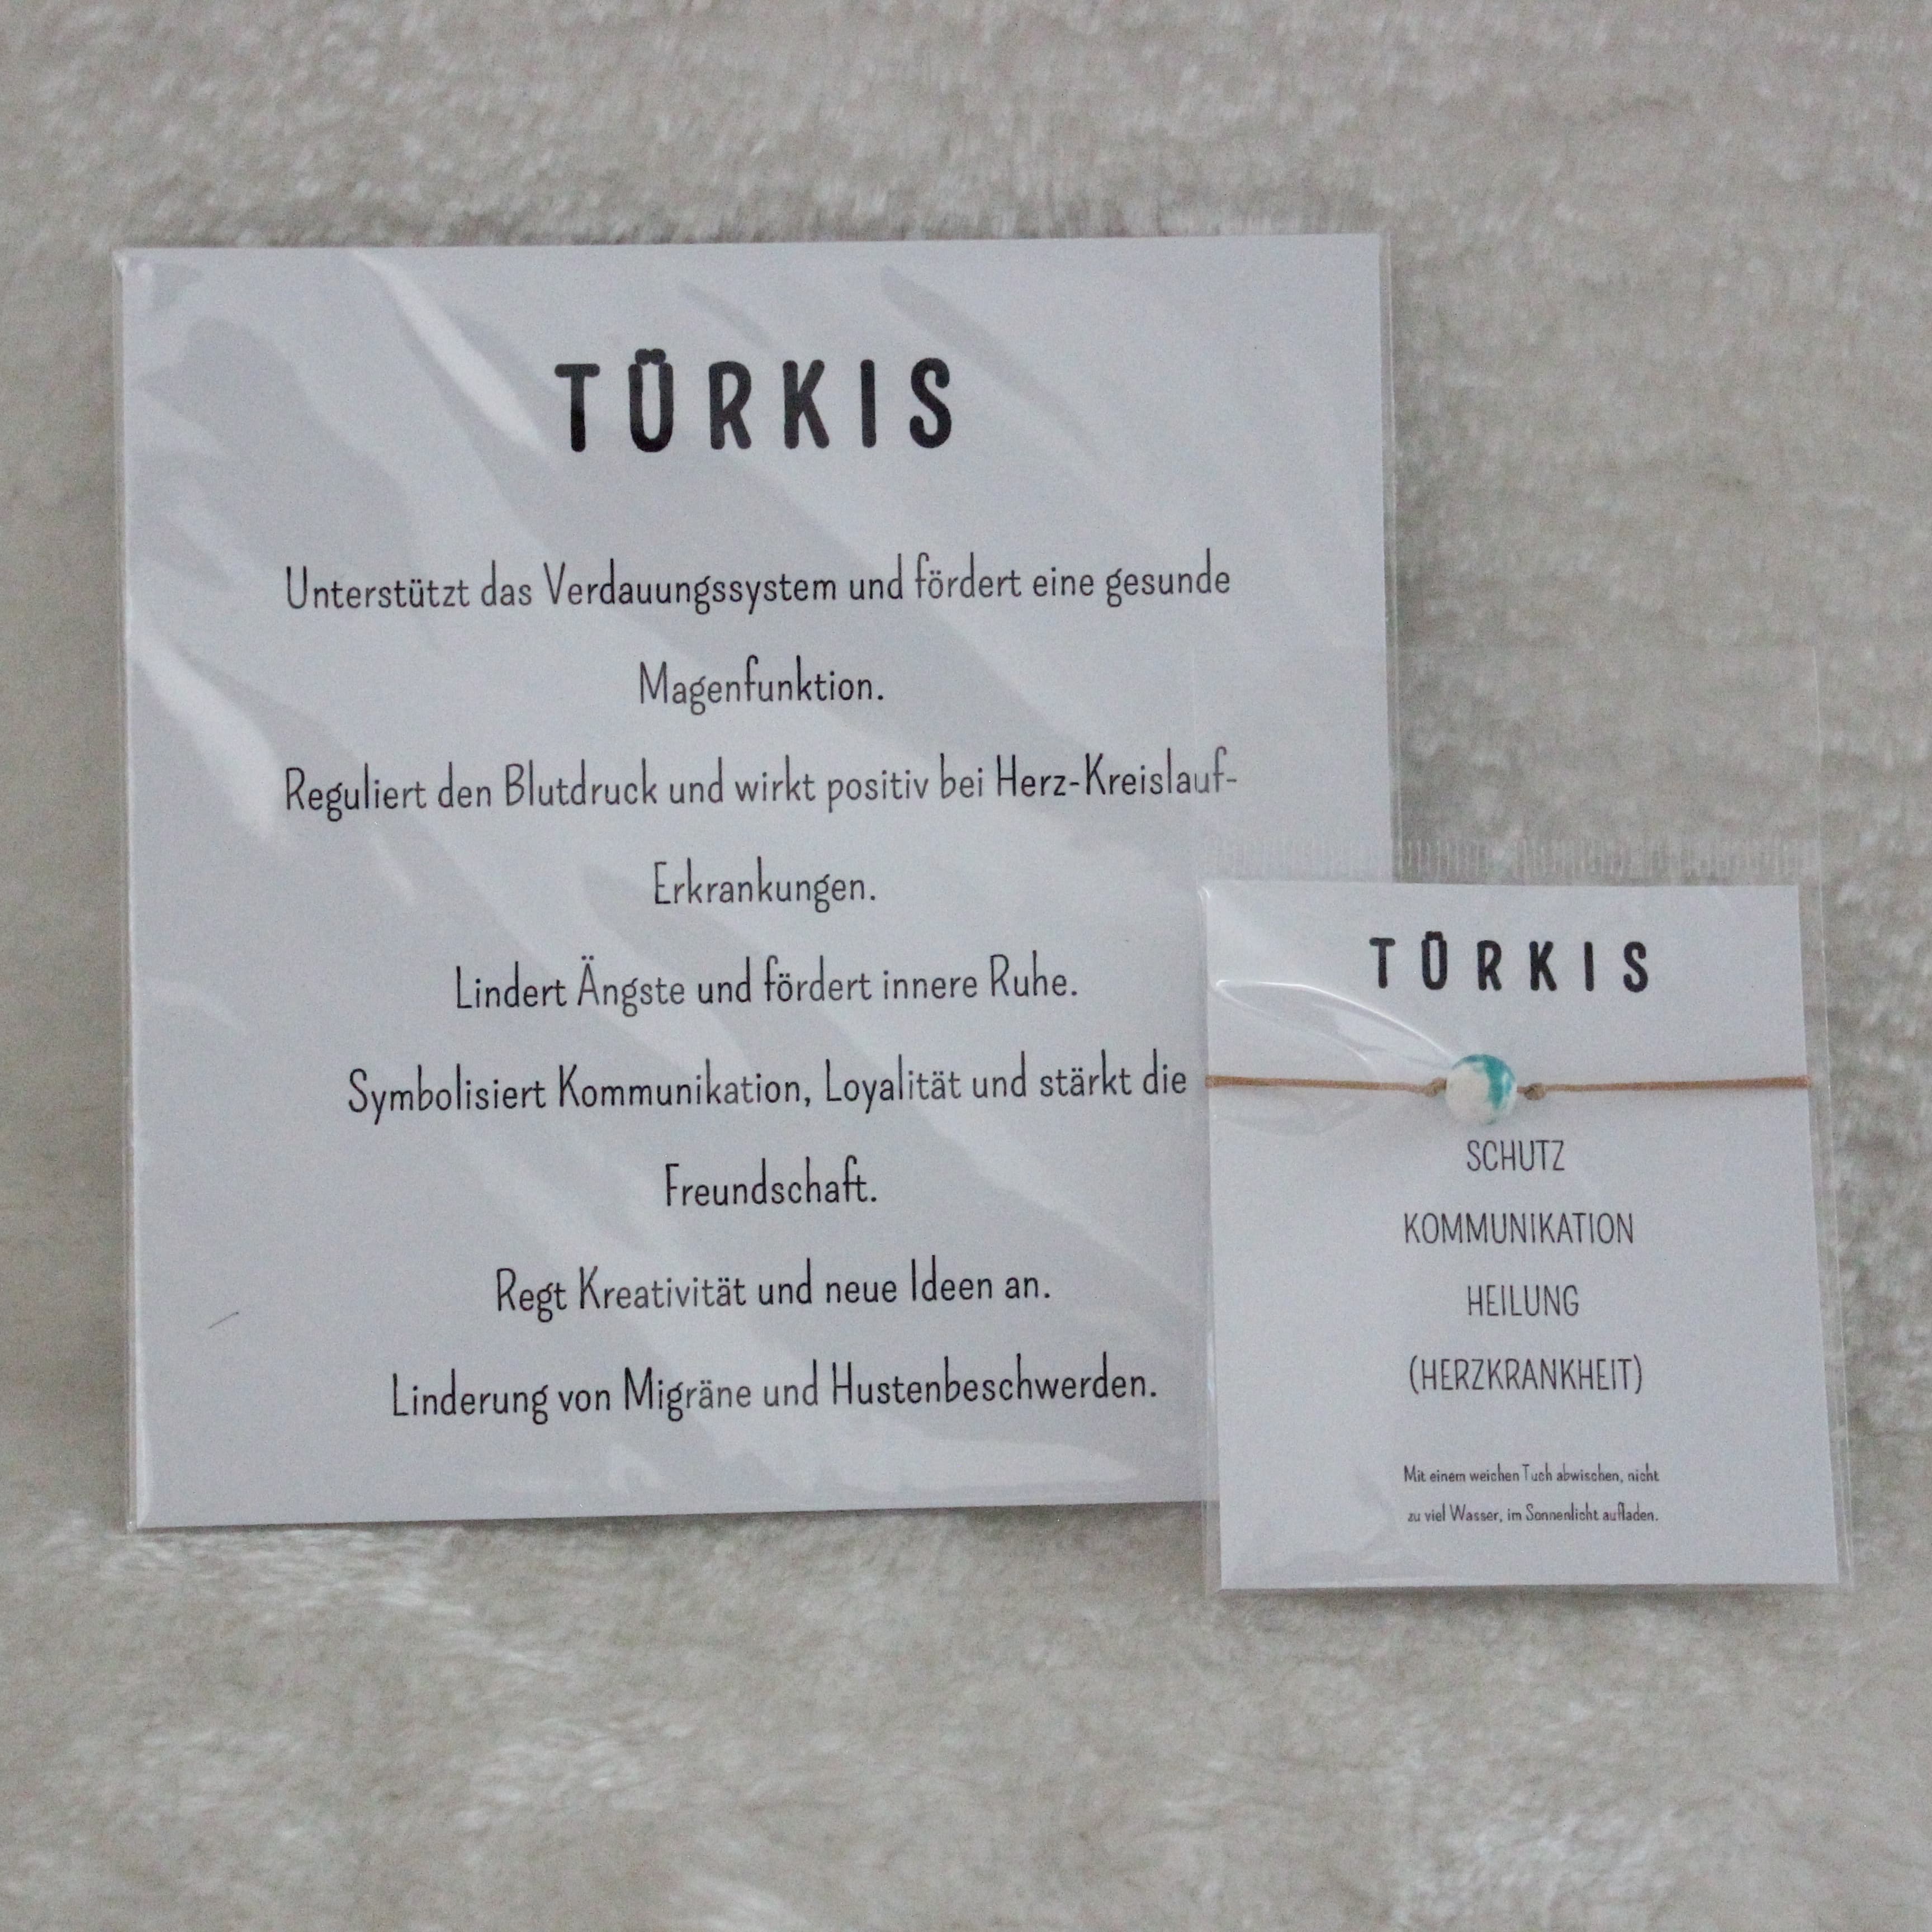 TÜRKIS
Unterstützt das Verdauungssystem und fördert eine gesunde
Magenfunktion.
Reguliert den Blutdruck und wirkt positiv bei Herz-Kreislauf-
Erkrankungen.
Lindert Ängste und fördert innere Ruhe.
Symbolisiert Kommunikation, Loyalität und stärkt die
Freundschaft.
Regt Kreativität und neue Ideen an.
Linderung von Migräne und Hustenbeschwerden.
TÜRKIS
SCHUTZ
KOMMUNIKATION
HEILUNG
(HERZKRANKHEIT)
Mit einem weichen Tuch abwischen, nicht
zu viel Wasser, im Sonnenlicht aufladen.